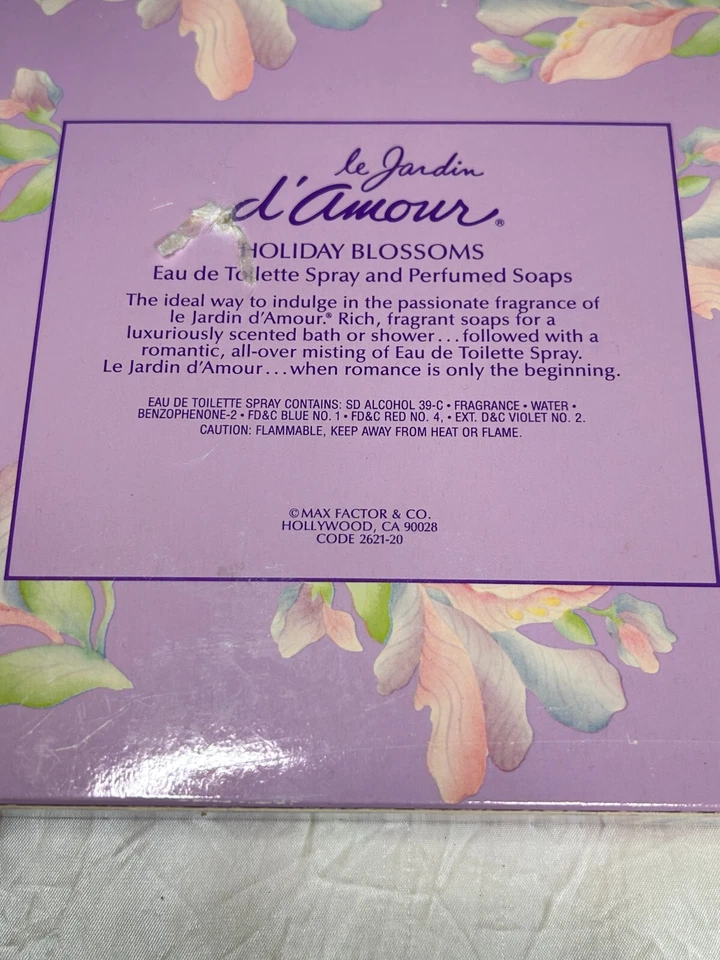 le Jardin
d'Amour®
HOLIDAY BLOSSOMS
Eau de Toilette Spray and Perfumed Soaps
The ideal way to indulge in the passionate fragrance of
le Jardin d'Amour.® Rich, fragrant soaps for a
luxuriously scented bath or shower...followed with a
romantic, all-over misting of Eau de Toilette Spray.
Le Jardin d'Amour...when romance is only the beginning.
EAU DE TOILETTE SPRAY CONTAINS: SD ALCOHOL 39-C • FRAGRANCE • WATER •
BENZOPHENONE-2 • FD&C BLUE NO. 1 • FD&C RED NO. 4, • EXT. D&C VIOLET NO. 2.
CAUTION: FLAMMABLE, KEEP AWAY FROM HEAT OR FLAME.
© MAX FACTOR & CO.
HOLLYWOOD, CA 90028
CODE 2621-20